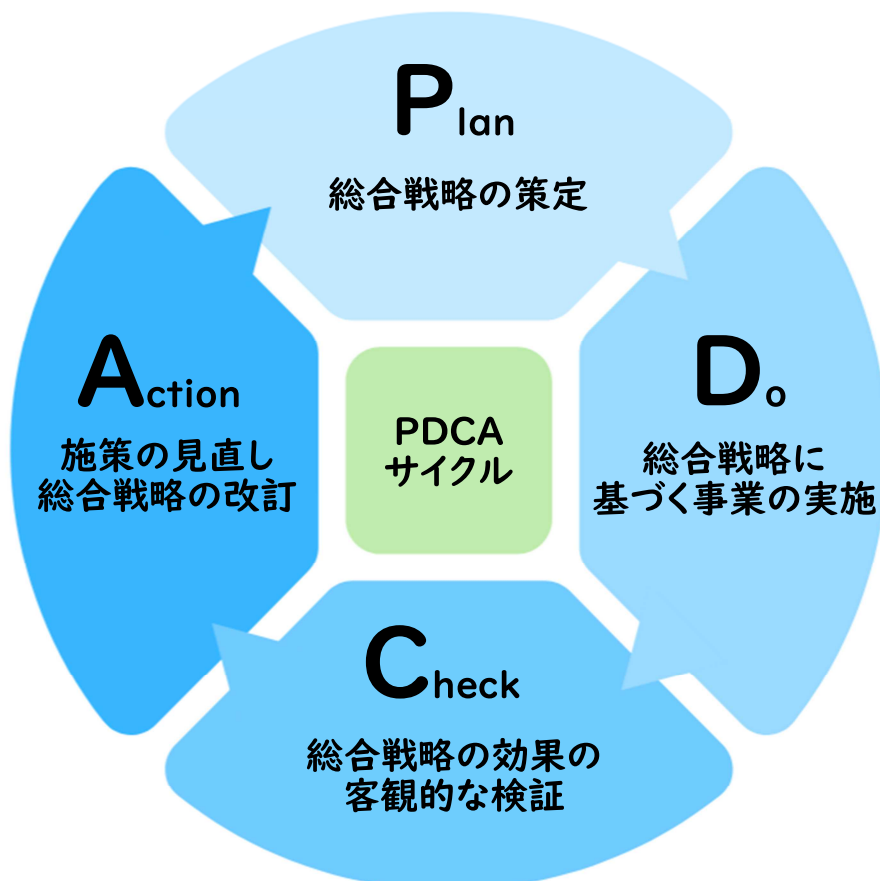 Plan
総合戦略の策定
Do
総合戦略に
基づく事業の実施
Check
総合戦略の効果の
客観的な検証
Action
施策の見直し
総合戦略の改訂
PDCA
サイクル